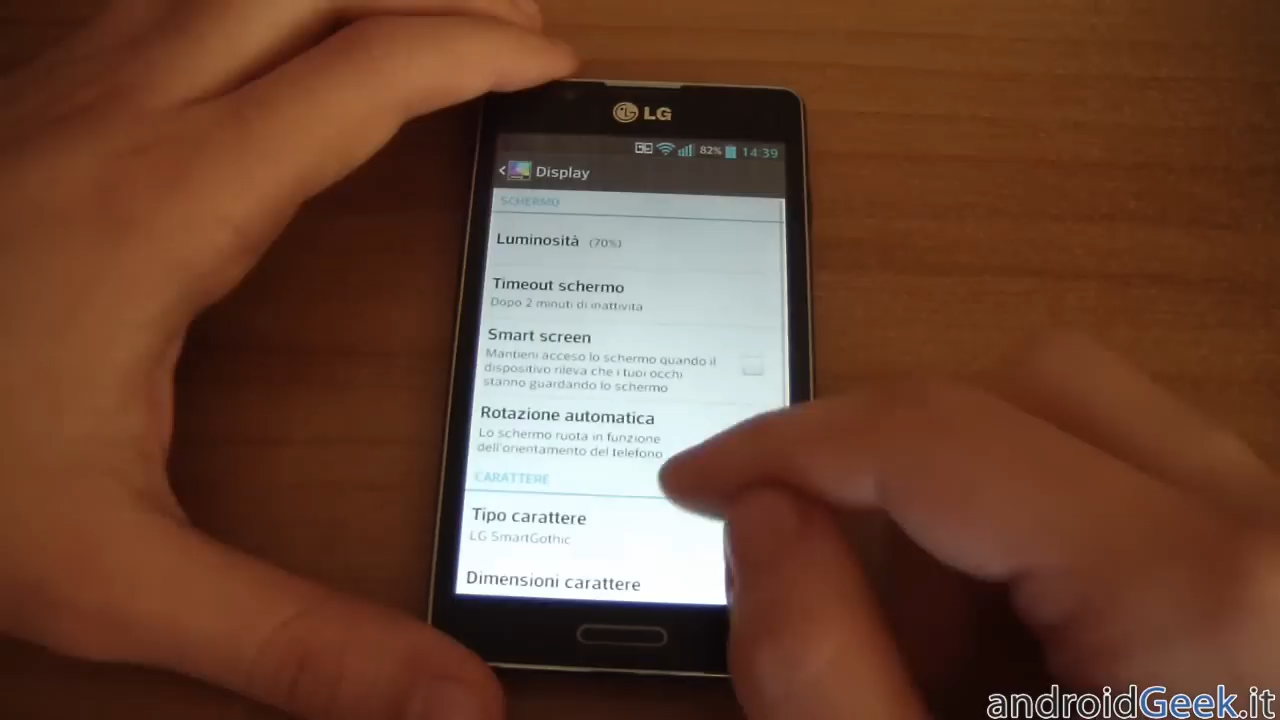 LG
82% 14:39
Display
SCHERMO
Luminosità (70%)
Timeout schermo
Dopo 2 minuti di inattività
Smart screen
Mantieni acceso lo schermo quando il
dispositivo rileva che i tuoi occhi
stanno guardando lo schermo
Rotazione automatica
Lo schermo ruota in funzione
dell'orientamento del telefono
CARATTERE
Tipo carattere
LG SmartGothic
Dimensioni carattere
androidGeek.it